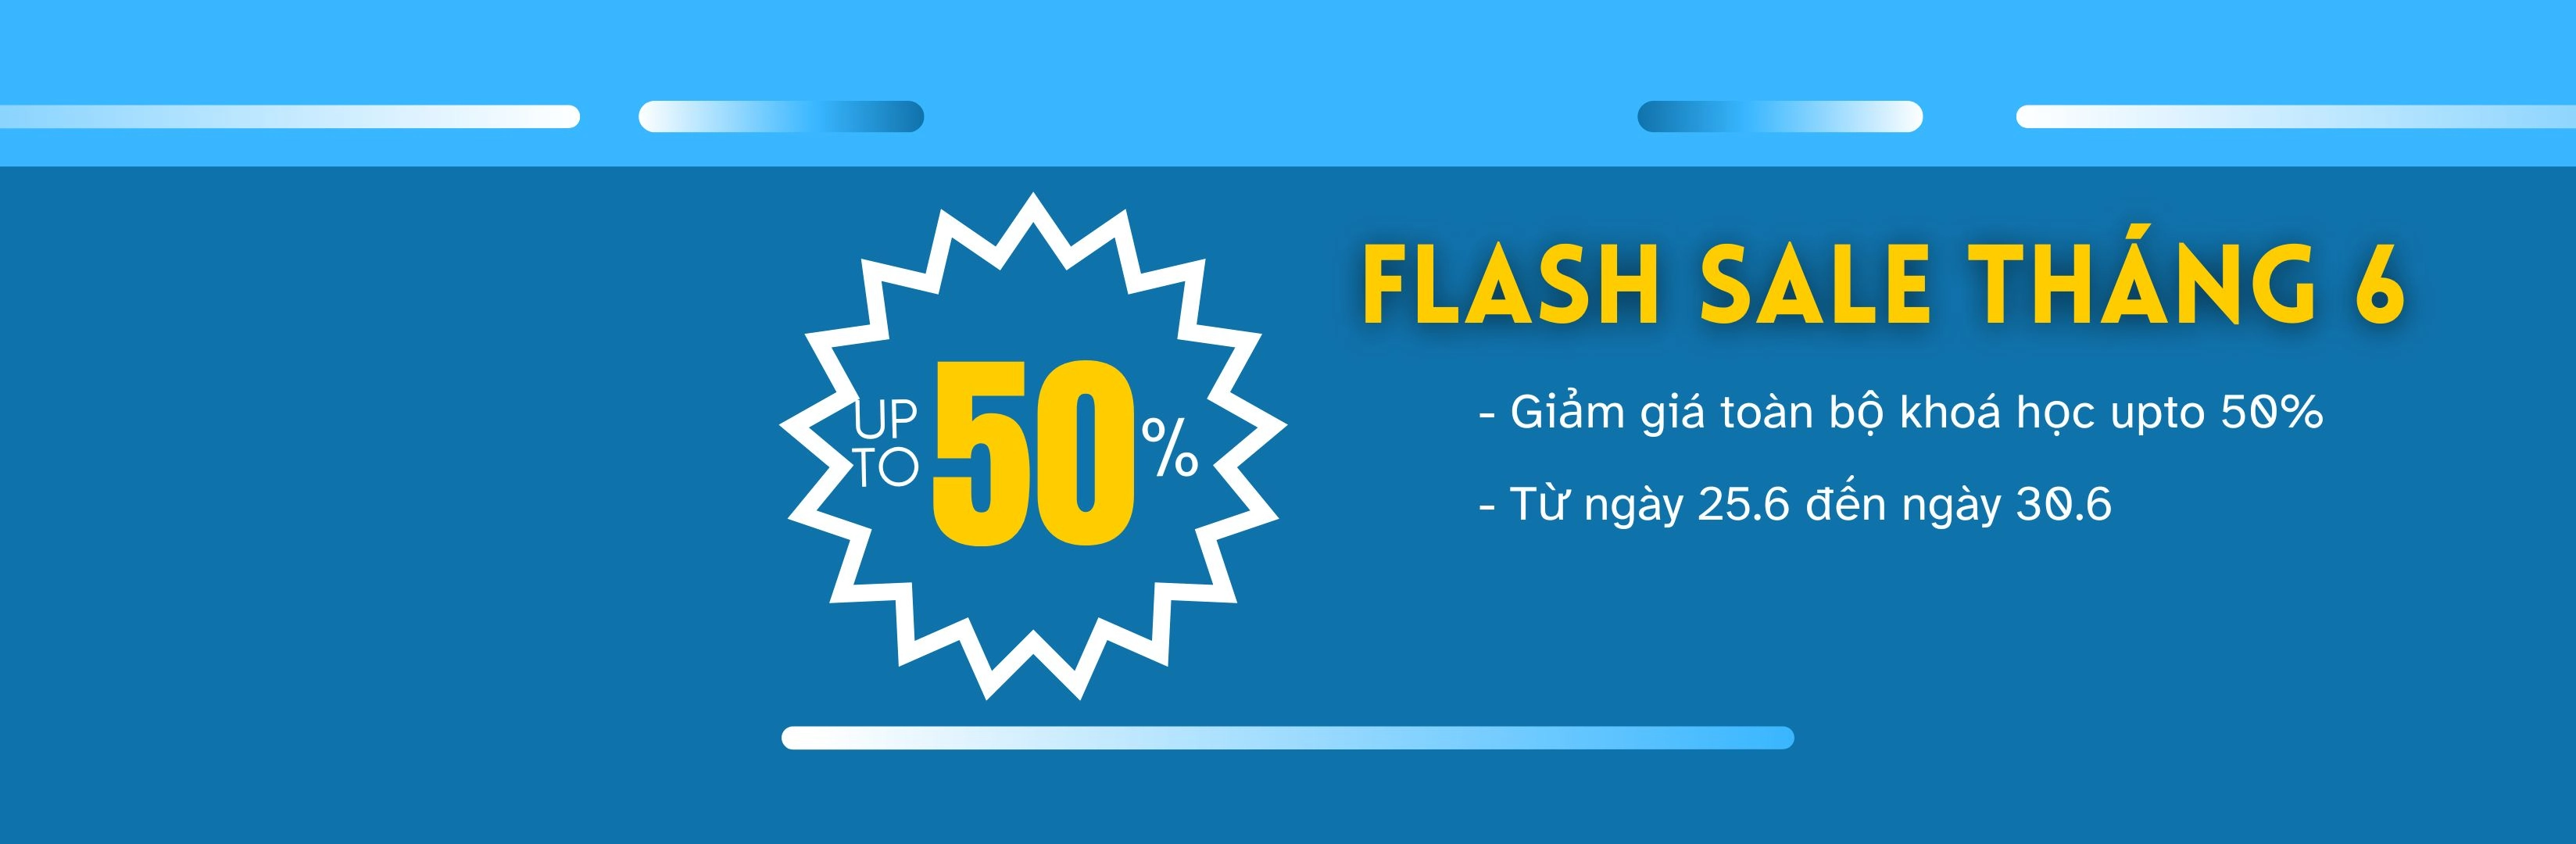 UP
TO
50%
FLASH SALE THÁNG 6
- Giảm giá toàn bộ khoá học upto 50%
- Từ ngày 25.6 đến ngày 30.6